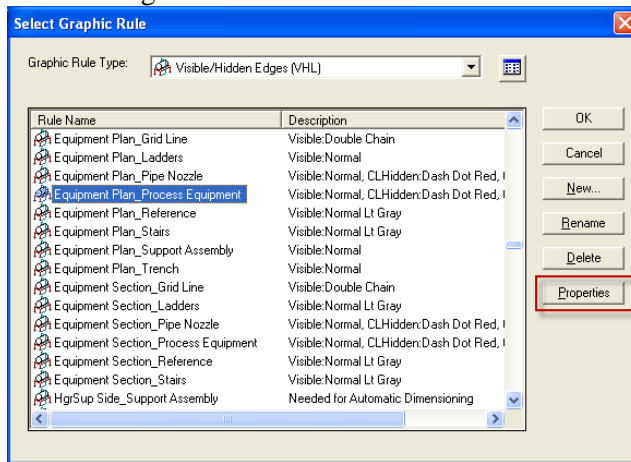 Select Graphic Rule
Graphic Rule Type: Visible/Hidden Edges (VHL)
Rule Name Description
Equipment Plan_Grid Line Visible:Double Chain
Equipment Plan_Ladders Visible:Normal
Equipment Plan_Pipe Nozzle Visible:Normal, CLHidden:Dash Dot Red,
Equipment Plan_Process Equipment Visible:Normal, CLHidden:Dash Dot Red,
Equipment Plan_Reference Visible:Normal Lt Gray
Equipment Plan_Stairs Visible:Normal Lt Gray
Equipment Plan_Support Assembly Visible:Normal
Equipment Plan_Trench Visible:Normal
Equipment Section_Grid Line Visible:Double Chain
Equipment Section_Ladders Visible:Normal Lt Gray
Equipment Section_Pipe Nozzle Visible:Normal, CLHidden:Dash Dot Red,
Equipment Section_Process Equipment Visible:Normal, CLHidden:Dash Dot Red,
Equipment Section_Reference Visible:Normal Lt Gray
Equipment Section_Stairs Visible:Normal Lt Gray
HgrSup Side_Support Assembly Needed for Automatic Dimensioning
OK
Cancel
New...
Rename
Delete
Properties